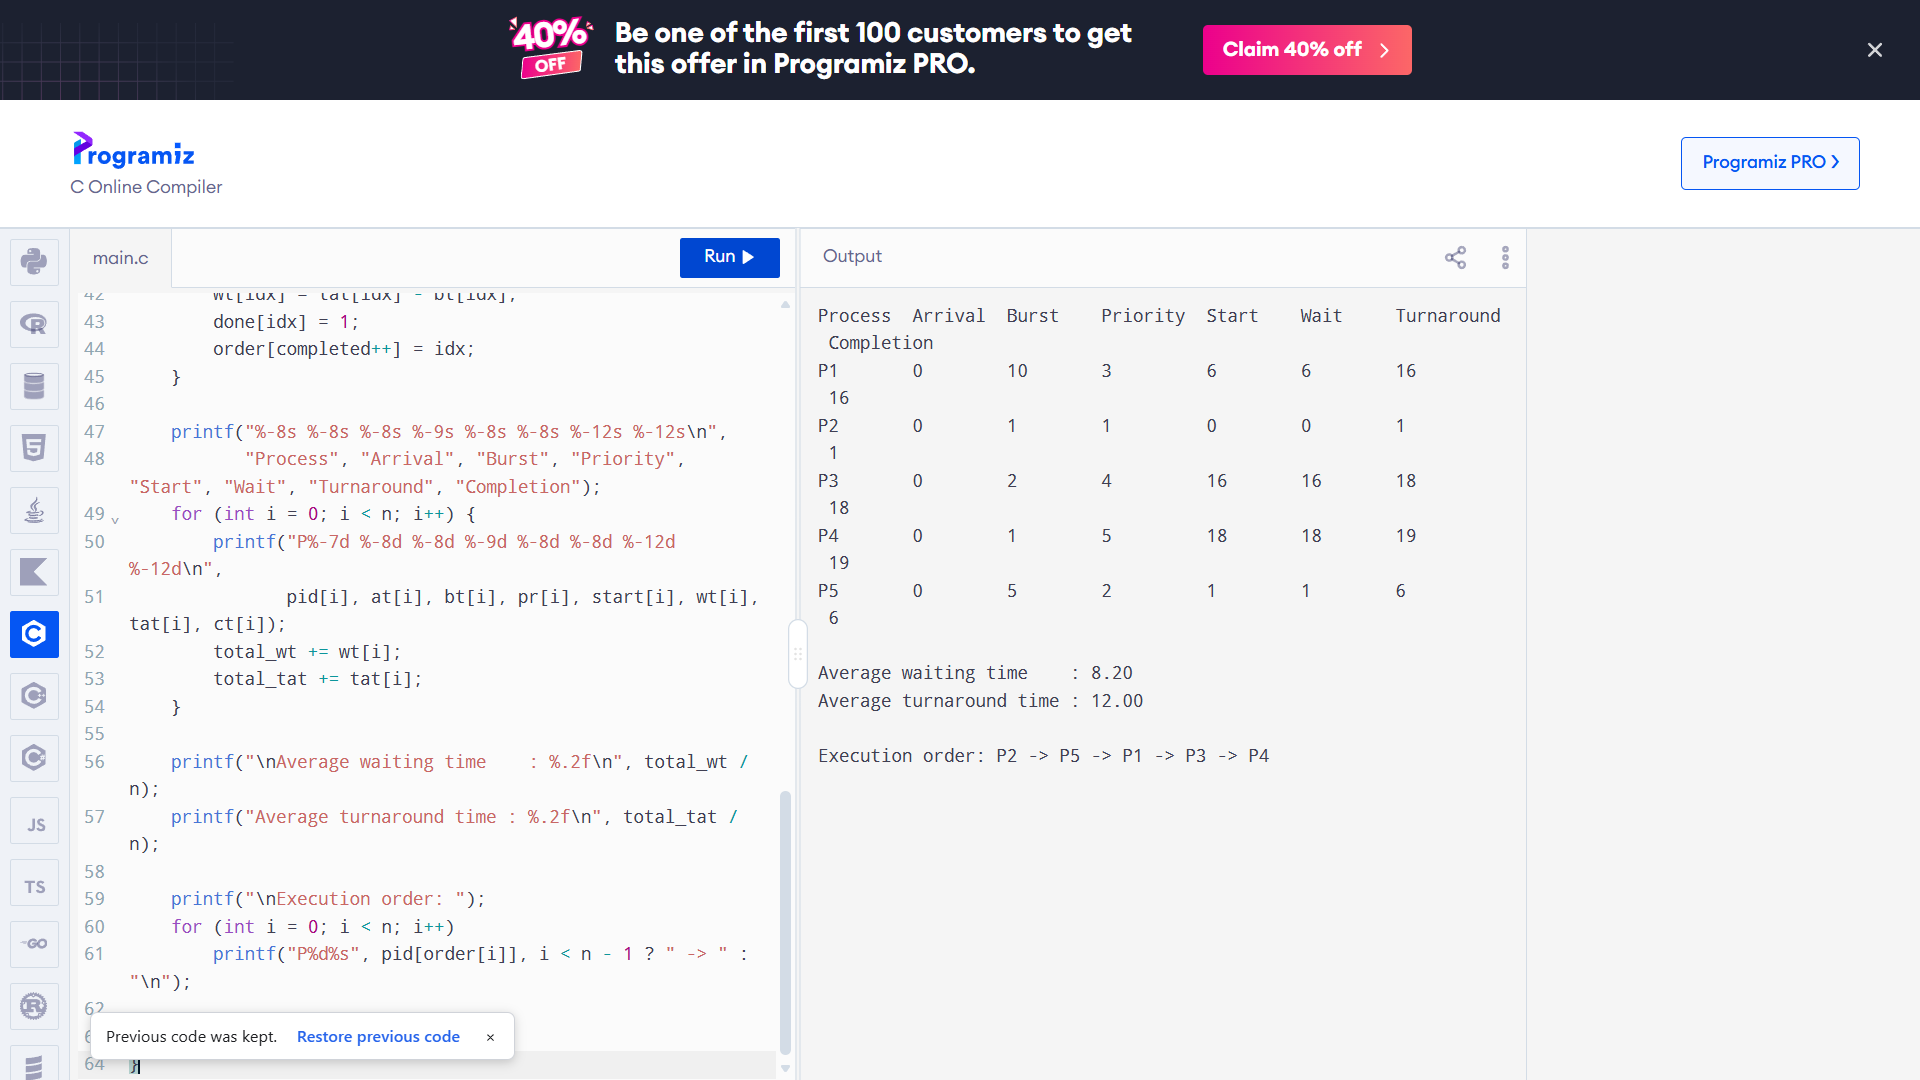 40%
OFF
Be one of the first 100 customers to get
this offer in Programiz PRO.
Claim 40% off
Programiz
C Online Compiler
Programiz PRO
main.c
Run
Output
42         wt[idx] = tat[idx] - bt[idx];
43         done[idx] = 1;
44         order[completed++] = idx;
45     }
46
47     printf("%-8s %-8s %-8s %-9s %-8s %-8s %-12s %-12s\n",
48            "Process", "Arrival", "Burst", "Priority",
"Start", "Wait", "Turnaround", "Completion");
49     for (int i = 0; i < n; i++) {
50         printf("P%-7d %-8d %-8d %-9d %-8d %-8d %-12d
%-12d\n",
51                pid[i], at[i], bt[i], pr[i], start[i], wt[i],
tat[i], ct[i]);
52         total_wt += wt[i];
53         total_tat += tat[i];
54     }
55
56     printf("\nAverage waiting time    : %.2f\n", total_wt /
n);
57     printf("Average turnaround time : %.2f\n", total_tat /
n);
58
59     printf("\nExecution order: ");
60     for (int i = 0; i < n; i++)
61         printf("P%d%s", pid[order[i]], i < n - 1 ? " -> " :
"\n");
62
64 }
Previous code was kept. Restore previous code ×
Process  Arrival  Burst    Priority  Start    Wait     Turnaround
Completion
P1       0        10       3         6        6        16
16
P2       0        1        1         0        0        1
1
P3       0        2        4         16       16       18
18
P4       0        1        5         18       18       19
19
P5       0        5        2         1        1        6
6
Average waiting time    : 8.20
Average turnaround time : 12.00
Execution order: P2 -> P5 -> P1 -> P3 -> P4
R
5
C
C
C
JS
TS
GO
R